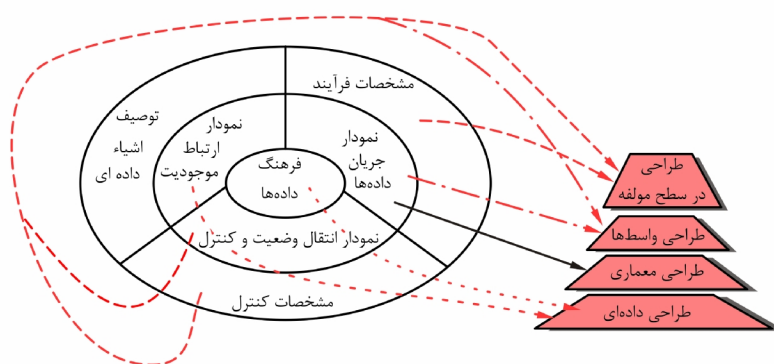 مشخصات فرآیند
توصیف
اشیاء
داده ای
نمودار
ارتباط
موجودیت
نمودار
جریان
داده‌ها
فرهنگ
داده‌ها
نمودار انتقال وضعیت و کنترل
مشخصات کنترل
طراحی
در سطح مولفه
طراحی واسط‌ها
طراحی معماری
طراحی داده‌ای